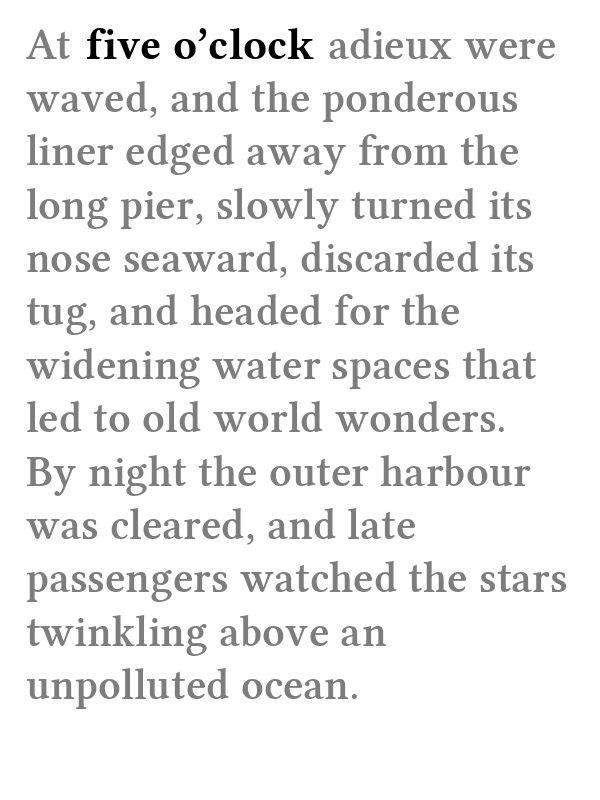 At five o’clock adieux were
waved, and the ponderous
liner edged away from the
long pier, slowly turned its
nose seaward, discarded its
tug, and headed for the
widening water spaces that
led to old world wonders.
By night the outer harbour
was cleared, and late
passengers watched the stars
twinkling above an
unpolluted ocean.